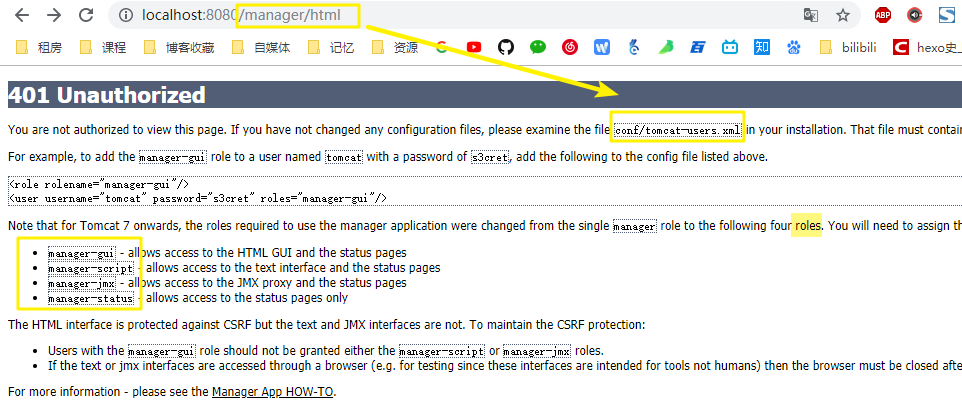 localhost:8080/manager/html
ABP
S
租房 课程 博客收藏 自媒体 记忆 资源 G W 知 bilibili C hexo史_
401 Unauthorized
You are not authorized to view this page. If you have not changed any configuration files, please examine the file conf/tomcat-users.xml in your installation. That file must contai
For example, to add the manager-gui role to a user named tomcat with a password of s3cret, add the following to the config file listed above.
<role rolename="manager-gui"/>
<user username="tomcat" password="s3cret" roles="manager-gui"/>
Note that for Tomcat 7 onwards, the roles required to use the manager application were changed from the single manager role to the following four roles. You will need to assign th
manager-gui - allows access to the HTML GUI and the status pages
manager-script - allows access to the text interface and the status pages
manager-jmx - allows access to the JMX proxy and the status pages
manager-status - allows access to the status pages only
The HTML interface is protected against CSRF but the text and JMX interfaces are not. To maintain the CSRF protection:
Users with the manager-gui role should not be granted either the manager-script or manager-jmx roles.
If the text or jmx interfaces are accessed through a browser (e.g. for testing since these interfaces are intended for tools not humans) then the browser must be closed afte
For more information - please see the Manager App HOW-TO.